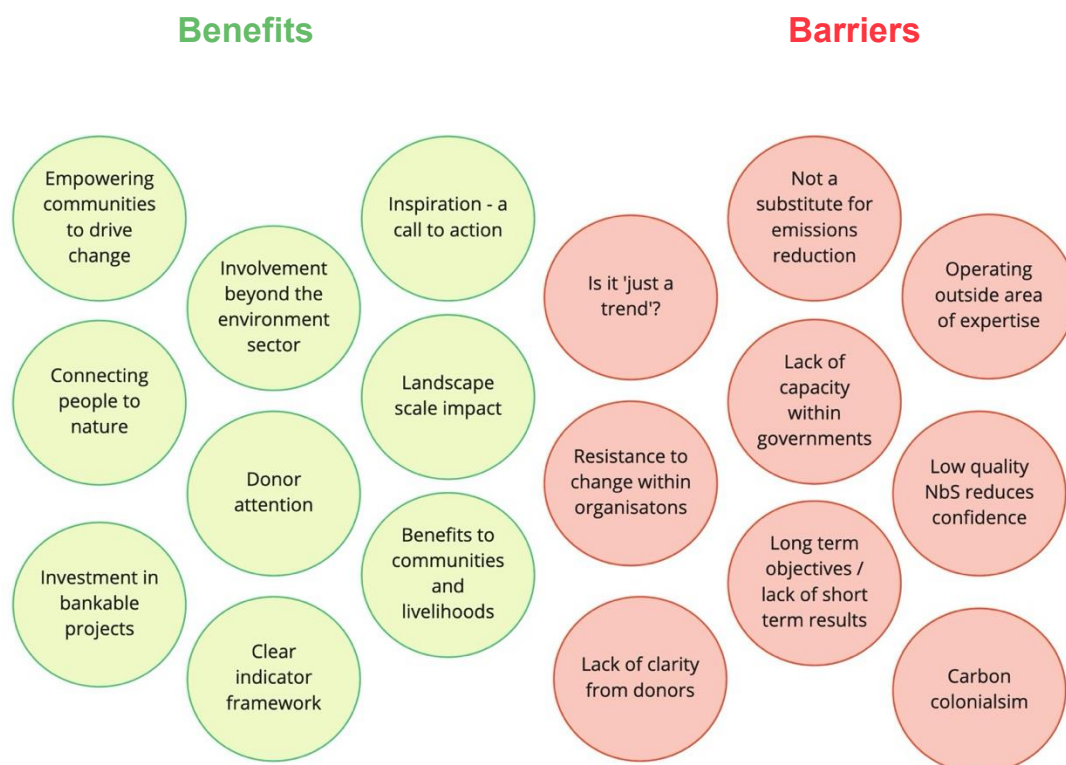 Benefits
Barriers
Empowering
communities
to drive
change
Involvement
beyond the
environment
sector
Inspiration - a
call to action
Connecting
people to
nature
Donor
attention
Landscape
scale impact
Investment in
bankable
projects
Clear
indicator
framework
Benefits to
communities
and
livelihoods
Is it 'just a
trend'?
Not a
substitute for
emissions
reduction
Operating
outside area
of expertise
Resistance to
change within
organisatons
Lack of
capacity
within
governments
Low quality
NbS reduces
confidence
Lack of clarity
from donors
Long term
objectives /
lack of short
term results
Carbon
colonialsim